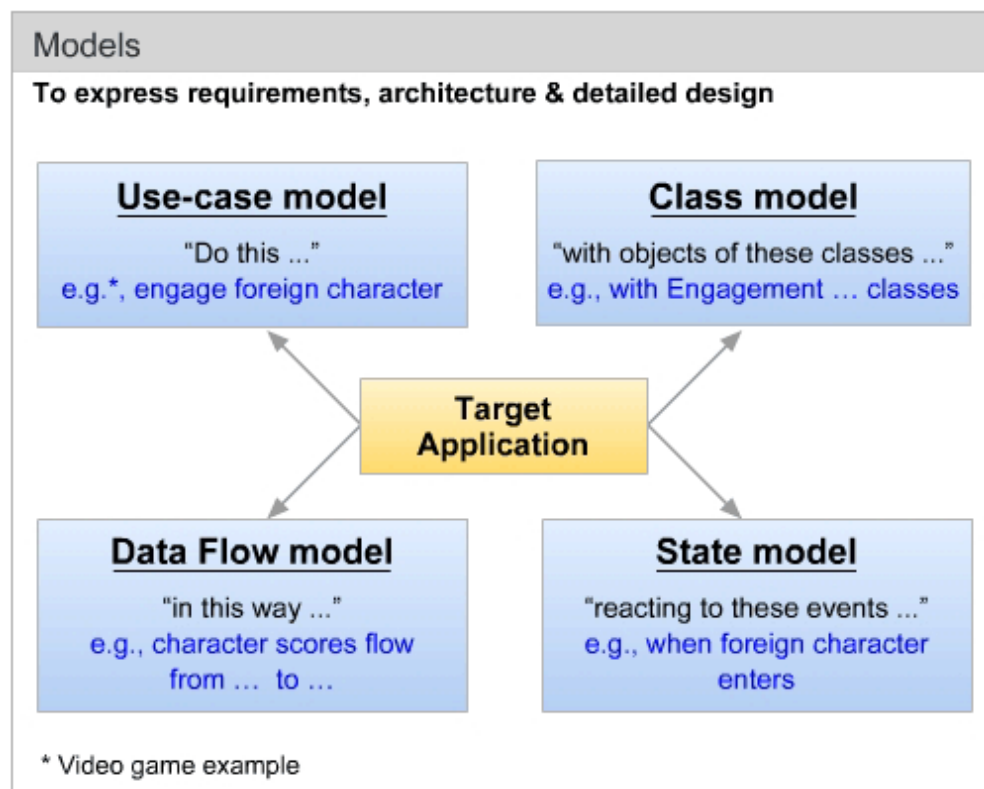 Models
To express requirements, architecture & detailed design
Use-case model
“Do this ...”
e.g.*, engage foreign character
Class model
“with objects of these classes ...”
e.g., with Engagement … classes
Target
Application
Data Flow model
“in this way ...”
e.g., character scores flow
from … to …
State model
“reacting to these events ...”
e.g., when foreign character
enters
* Video game example